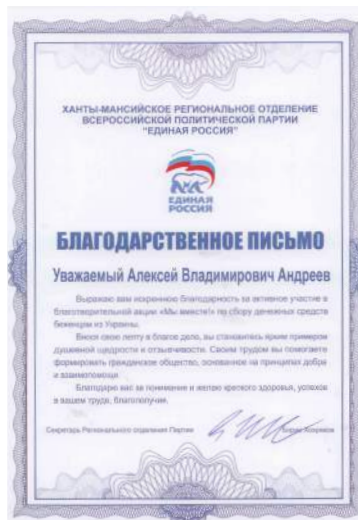 ХАНТЫ-МАНСИЙСКОЕ РЕГИОНАЛЬНОЕ ОТДЕЛЕНИЕ
ВСЕРОССИЙСКОЙ ПОЛИТИЧЕСКОЙ ПАРТИИ
"ЕДИНАЯ РОССИЯ"
ЕДИНАЯ
РОССИЯ
БЛАГОДАРСТВЕННОЕ ПИСЬМО
Уважаемый Алексей Владимирович Андреев
Выражаю вам искреннюю благодарность за активное участие в
благотворительной акции «Мы вместе!» по сбору денежных средств
беженцам из Украины.
Внося свою лепту в благое дело, вы становитесь ярким примером
душевной щедрости и отзывчивости. Своим трудом вы помогаете
формировать гражданское общество, основанное на принципах добра
и взаимопомощи.
Благодарю вас за понимание и желаю крепкого здоровья, успехов
в вашем труде, благополучия.
Секретарь Регионального отделения Партии
Борис Хохряков